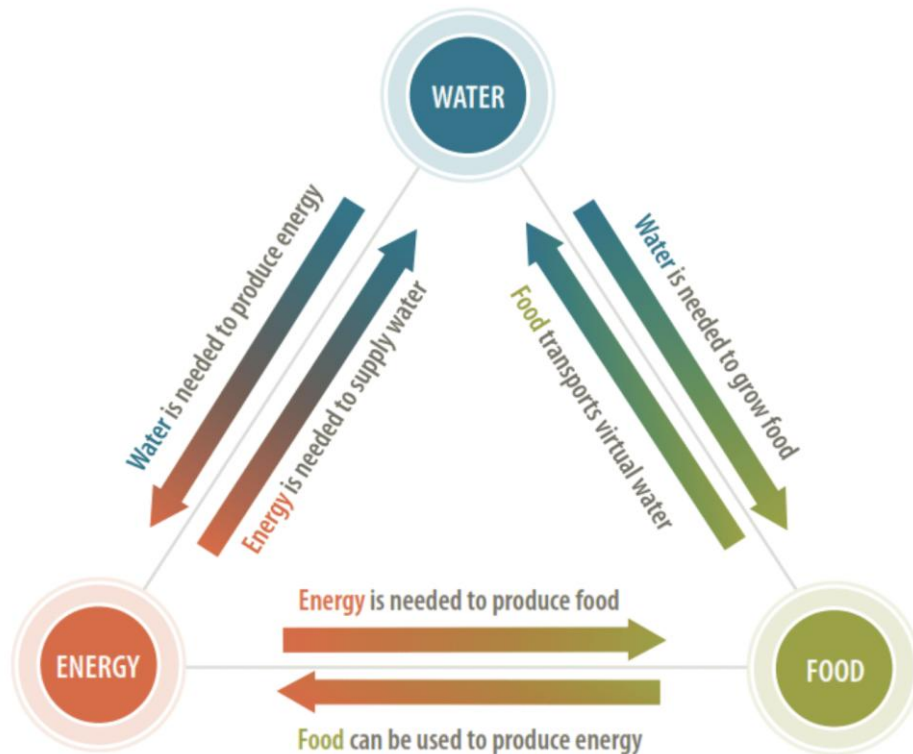 WATER
Water is needed to produce energy
Energy is needed to supply water
Food transports virtual water
Water is needed to grow food
Energy is needed to produce food
ENERGY
FOOD
Food can be used to produce energy